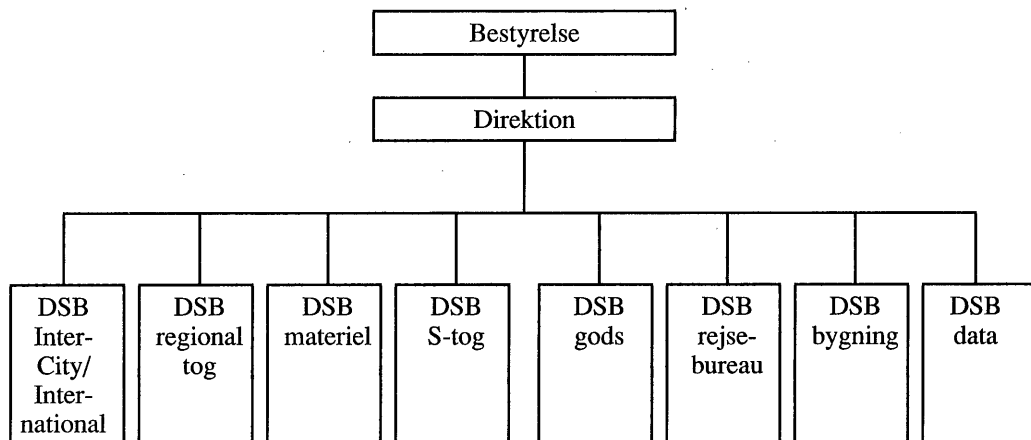 Bestyrelse
Direktion
DSB
Inter-
City/
Inter-
national
DSB
regional
tog
DSB
materiel
DSB
S-tog
DSB
gods
DSB
rejse-
bureau
DSB
bygning
DSB
data